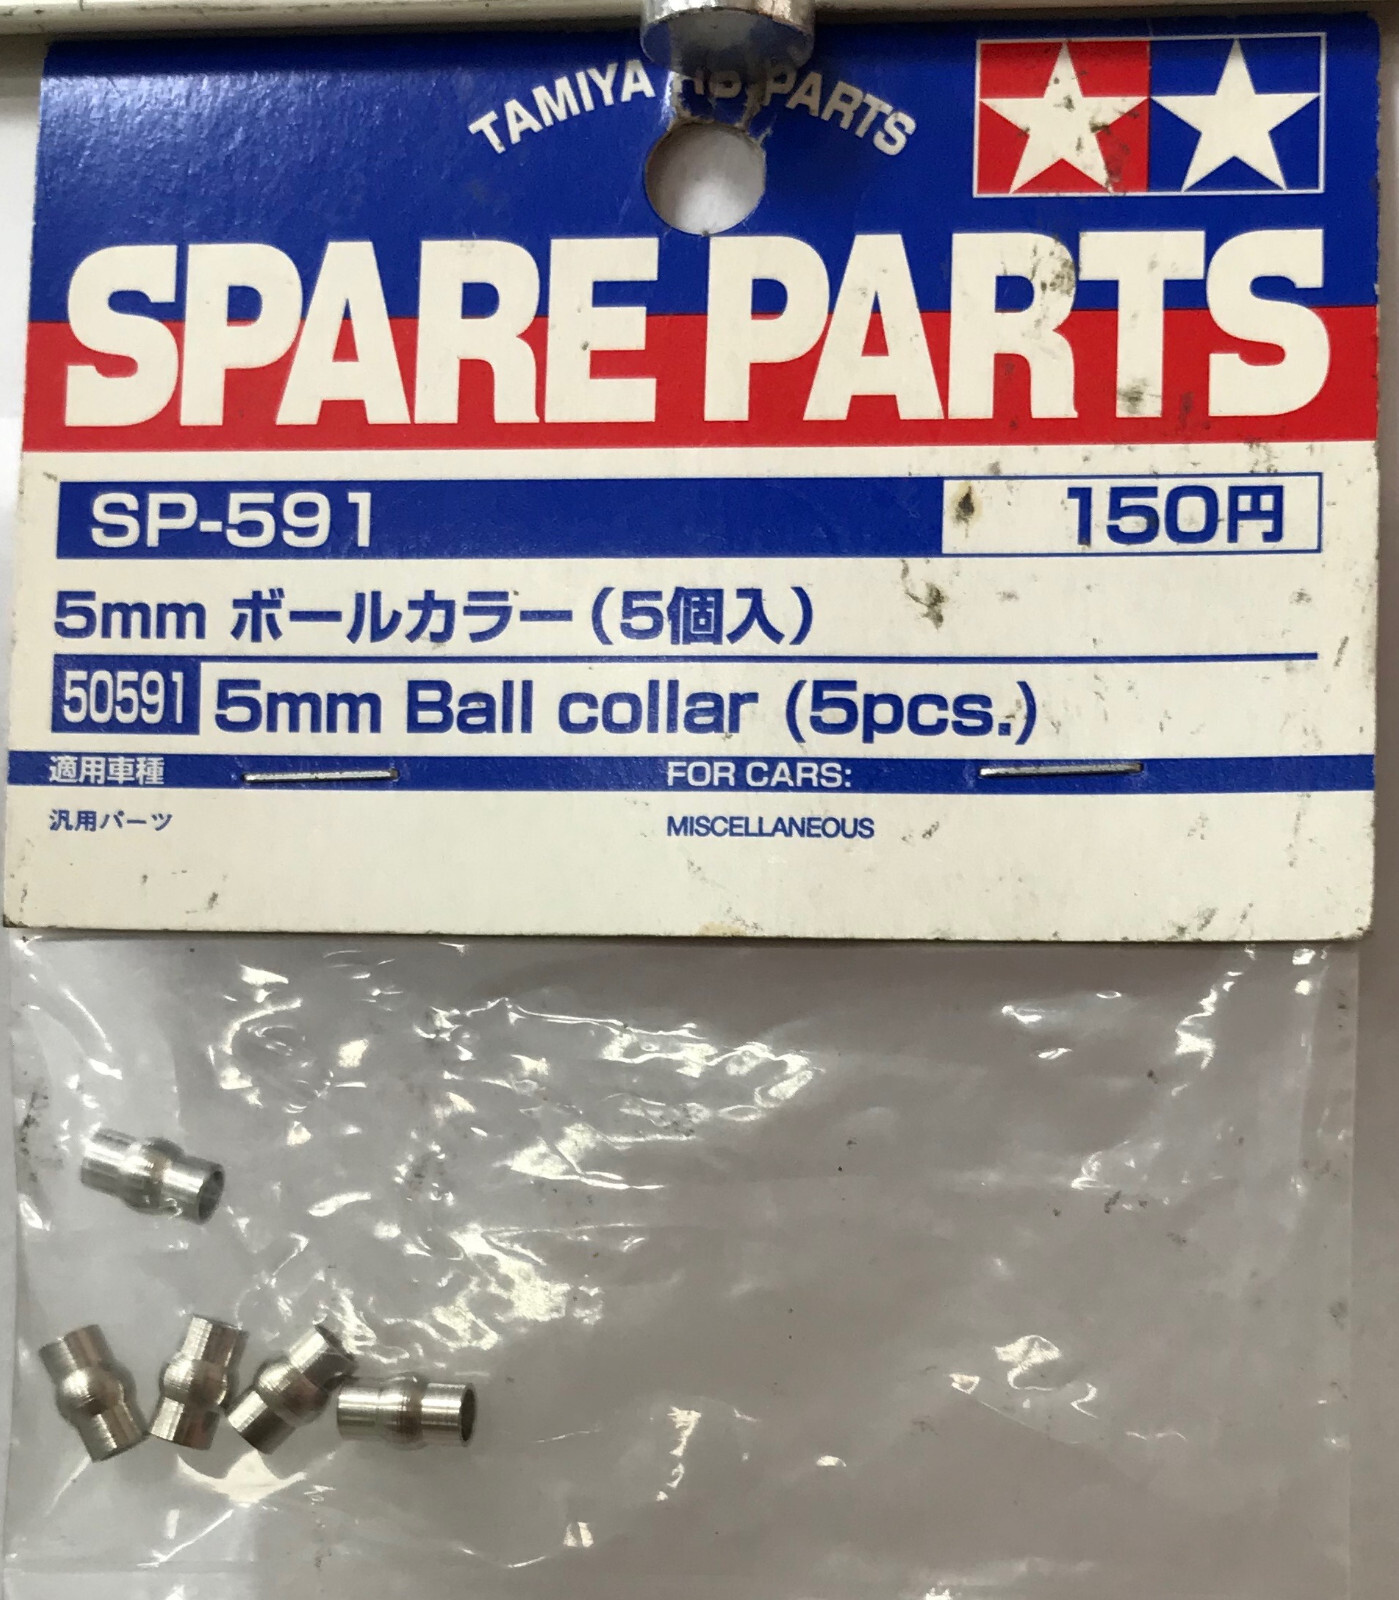 TAMIYA RC PARTS
SPARE PARTS
SP-591
150円
5mm ボールカラー（5個入）
50591 5mm Ball collar (5pcs.)
適用車種
FOR CARS:
汎用パーツ
MISCELLANEOUS